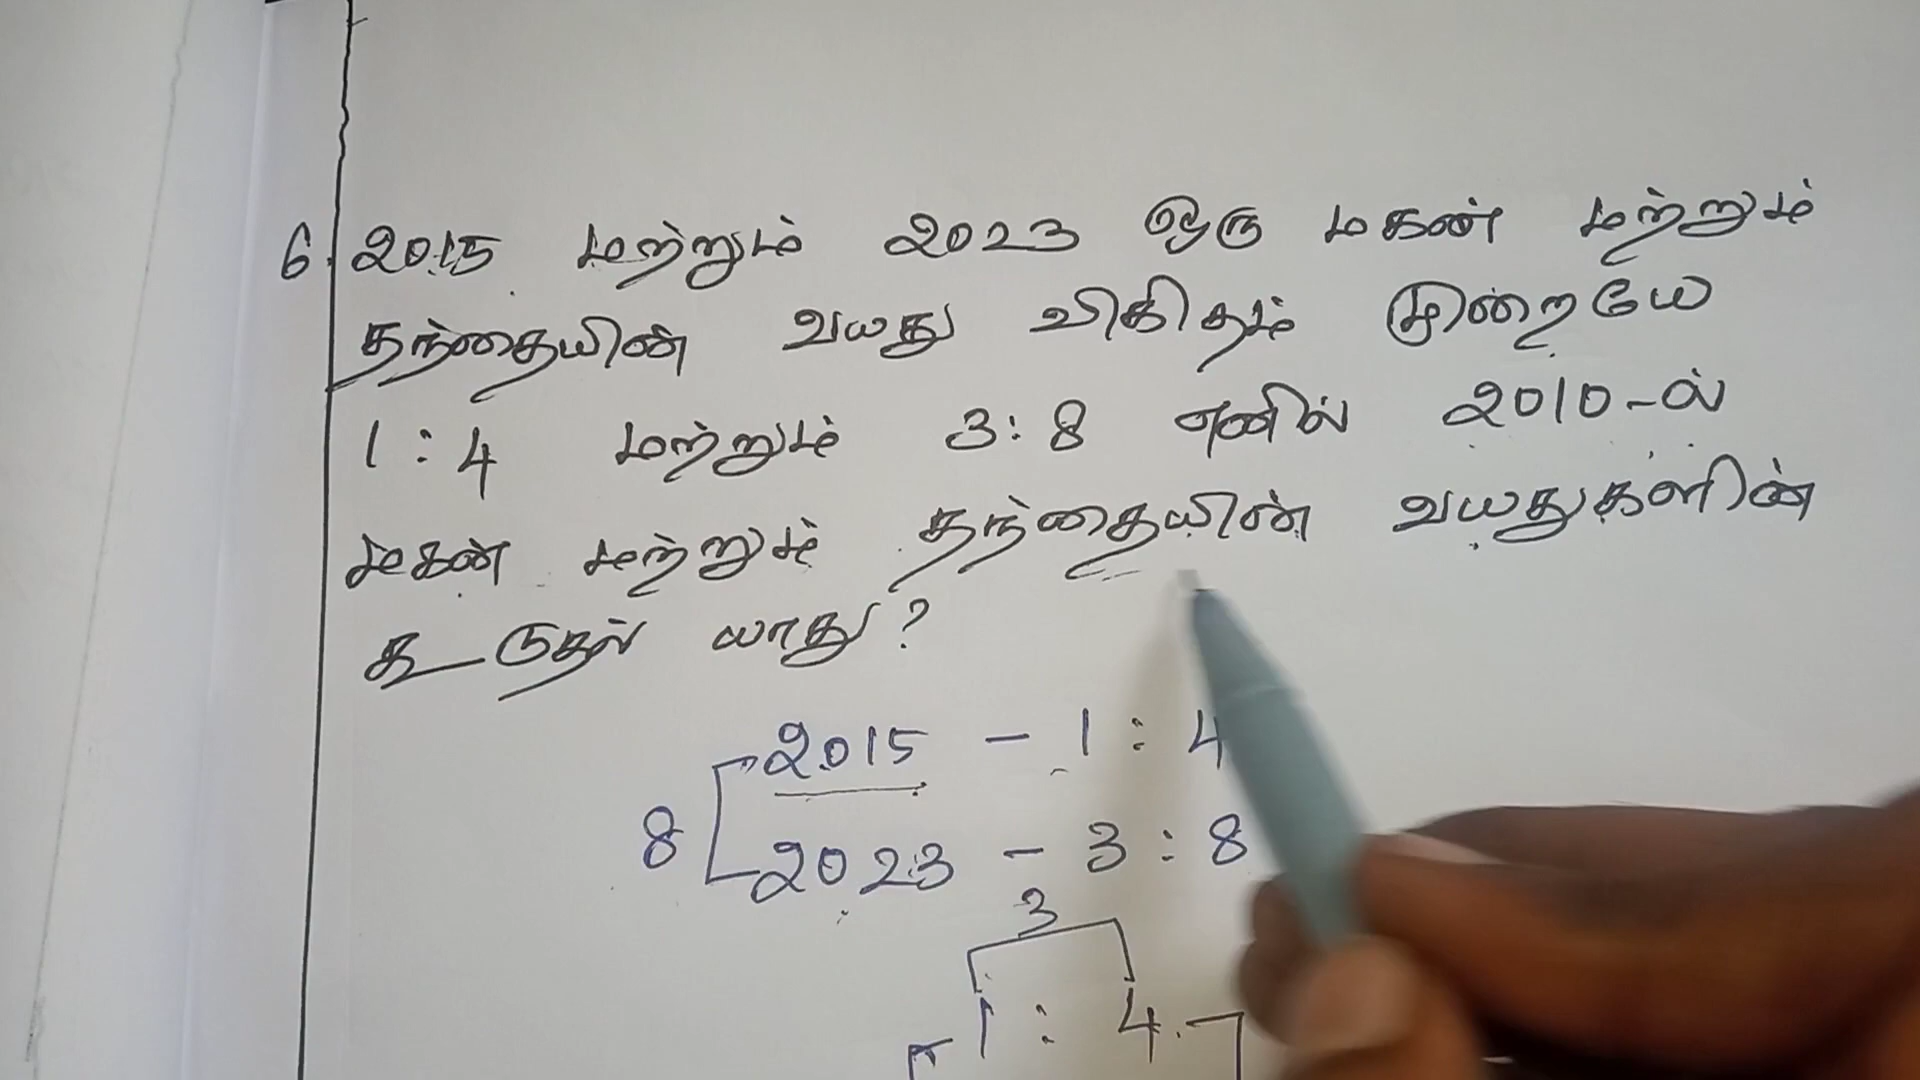 6. 2015 மற்றும் 2023 ஒரு மகன் மற்றும்
தந்தையின் வயது விகிதம் முறையே
1 : 4 மற்றும் 3 : 8 எனில் 2010-ல்
மகன் மற்றும் தந்தையின் வயதுகளின்
கூடுதல் யாது?
2015 - 1 : 4
8
2023 - 3 : 8
3
1 : 4